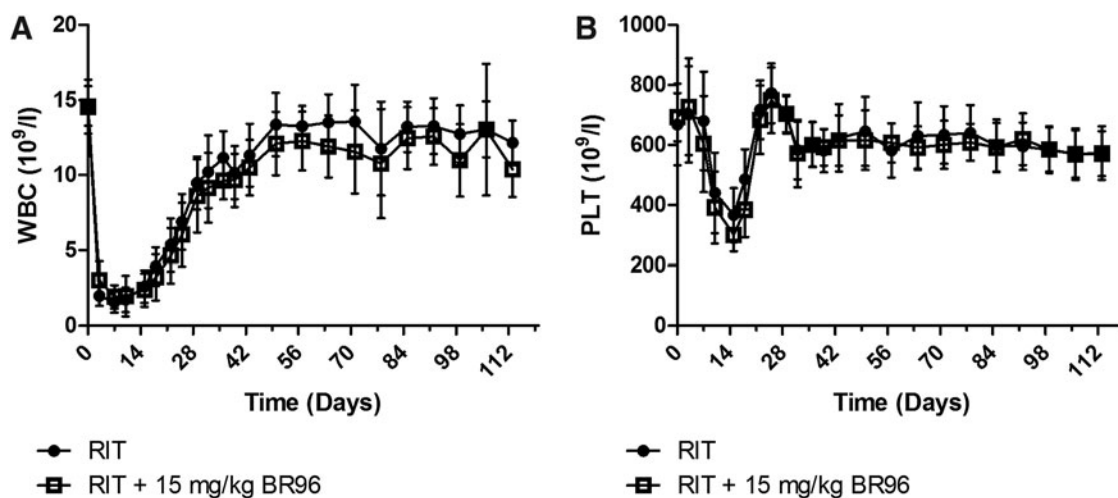 A
WBC (10⁹/l)
20
15
10
5
0
0 14 28 42 56 70 84 98 112
Time (Days)
RIT
RIT + 15 mg/kg BR96
B
PLT (10⁹/l)
1000
800
600
400
200
0
0 14 28 42 56 70 84 98 112
Time (Days)
RIT
RIT + 15 mg/kg BR96